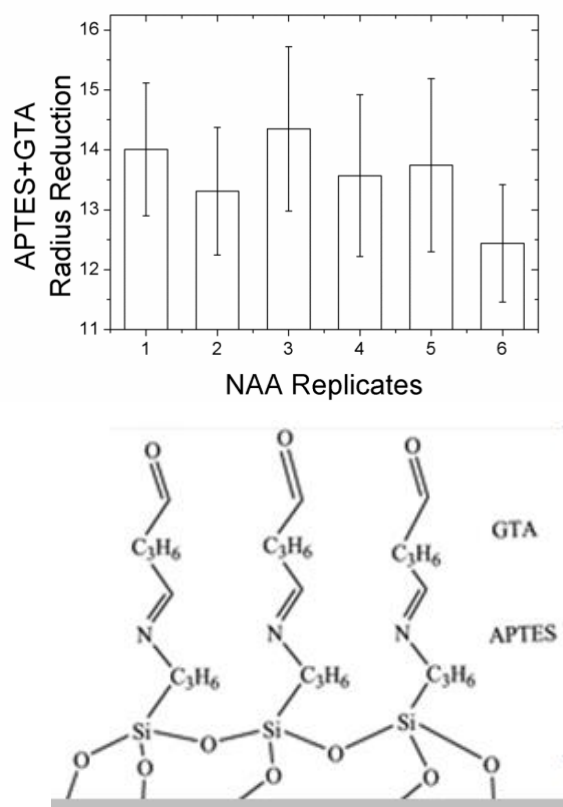 APTES+GTA
Radius Reduction
16
15
14
13
12
11
1 2 3 4 5 6
NAA Replicates
O O O
GTA
C₃H₆ C₃H₆ C₃H₆
N N N APTES
C₃H₆ C₃H₆ C₃H₆
Si Si Si
O O
O O O O O